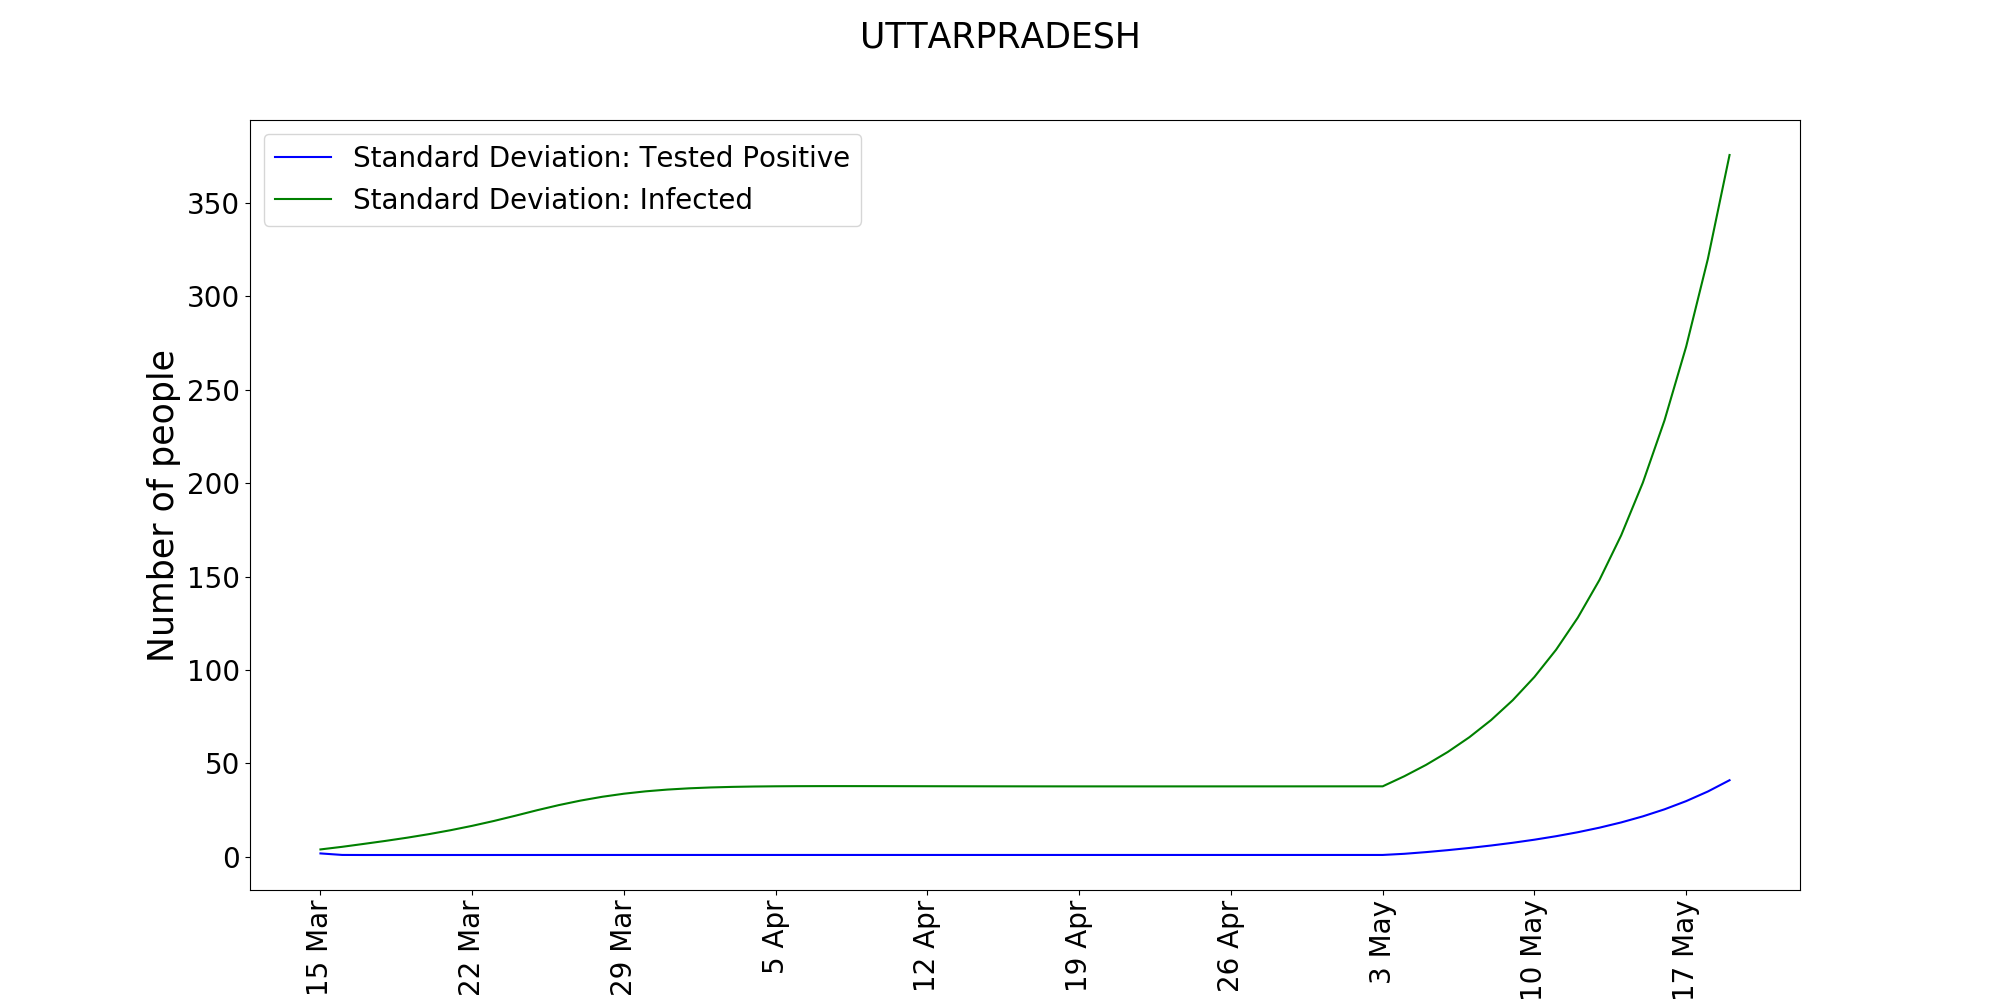 UTTARPRADESH
Standard Deviation: Tested Positive
Standard Deviation: Infected
Number of people
350
300
250
200
150
100
50
0
15 Mar
22 Mar
29 Mar
5 Apr
12 Apr
19 Apr
26 Apr
3 May
10 May
17 May